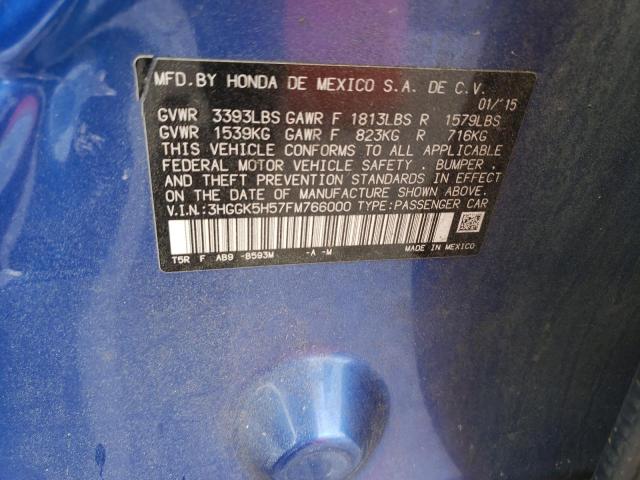 MFD. BY HONDA DE MEXICO S.A. DE C.V.
01/'15
GVWR 3393LBS GAWR F 1813LBS R 1579LBS
GVWR 1539KG GAWR F 823KG R 716KG
THIS VEHICLE CONFORMS TO ALL APPLICABLE
FEDERAL MOTOR VEHICLE SAFETY , BUMPER ,
AND THEFT PREVENTION STANDARDS IN EFFECT
ON THE DATE OF MANUFACTURE SHOWN ABOVE.
V.I.N.:3HGGK5H57FM766000 TYPE:PASSENGER CAR
T5R F AB9 -B593M -A -M
MADE IN MEXICO